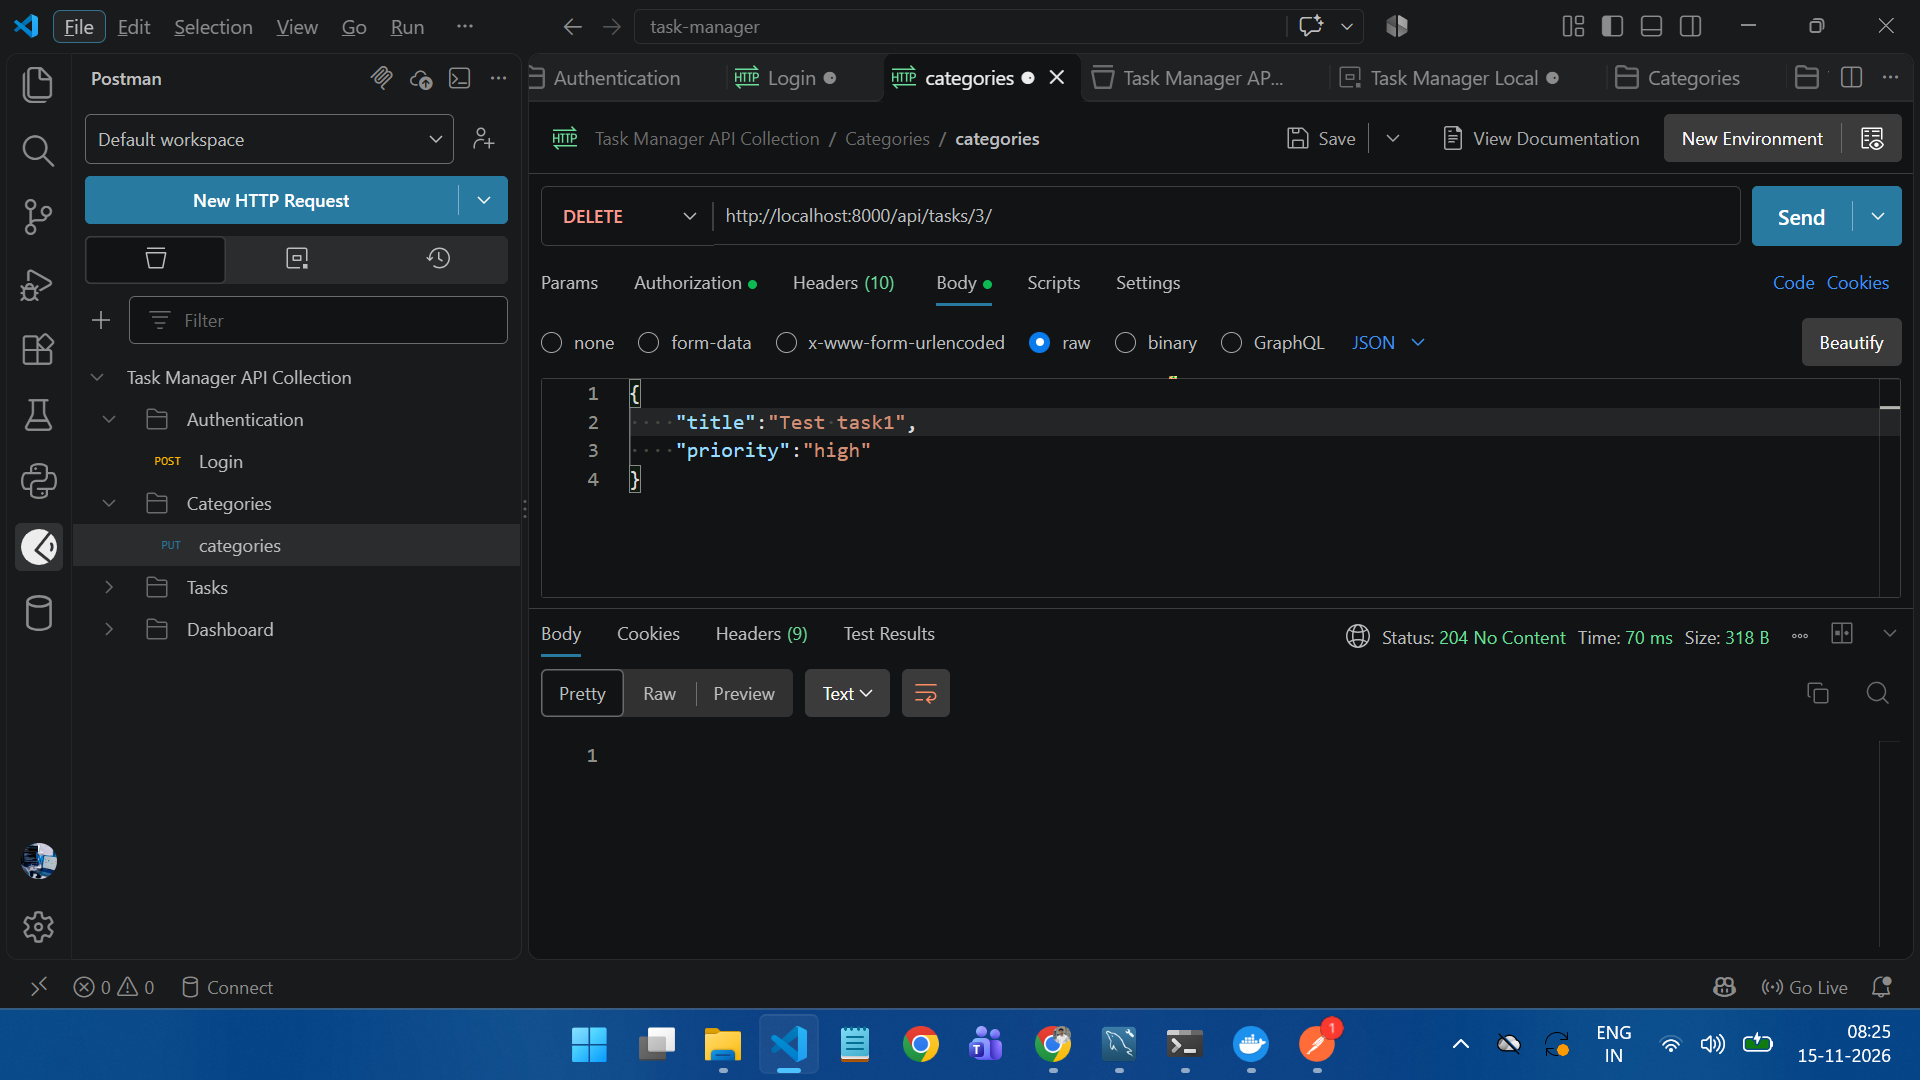 File Edit Selection View Go Run ··· task-manager
Postman
Default workspace
New HTTP Request
Filter
Task Manager API Collection
Authentication
POST Login
Categories
PUT categories
Tasks
Dashboard
Authentication HTTP Login HTTP categories Task Manager AP... Task Manager Local Categories
HTTP Task Manager API Collection / Categories / categories Save View Documentation New Environment
DELETE http://localhost:8000/api/tasks/3/ Send
Params Authorization Headers (10) Body Scripts Settings Code Cookies
none form-data x-www-form-urlencoded raw binary GraphQL JSON Beautify
1 {
2 "title":"Test task1",
3 "priority":"high"
4 }
Body Cookies Headers (9) Test Results Status: 204 No Content Time: 70 ms Size: 318 B
Pretty Raw Preview Text
1
0 0 Connect Go Live
1 ENG 08:25
IN 15-11-2026